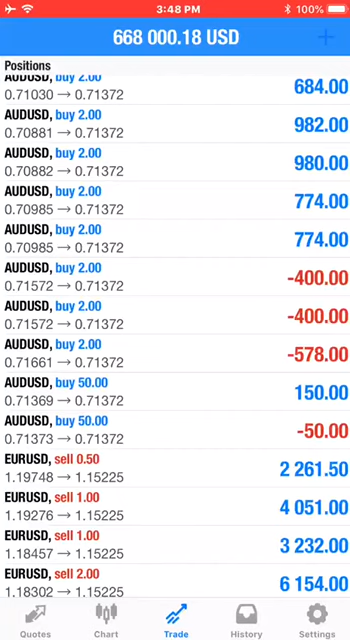 3:48 PM 100%
668 000.18 USD
Positions
AUDUSD, buy 2.00
0.71030 → 0.71372 684.00
AUDUSD, buy 2.00
0.70881 → 0.71372 982.00
AUDUSD, buy 2.00
0.70882 → 0.71372 980.00
AUDUSD, buy 2.00
0.70985 → 0.71372 774.00
AUDUSD, buy 2.00
0.70985 → 0.71372 774.00
AUDUSD, buy 2.00
0.71572 → 0.71372 -400.00
AUDUSD, buy 2.00
0.71572 → 0.71372 -400.00
AUDUSD, buy 2.00
0.71661 → 0.71372 -578.00
AUDUSD, buy 50.00
0.71369 → 0.71372 150.00
AUDUSD, buy 50.00
0.71373 → 0.71372 -50.00
EURUSD, sell 0.50
1.19748 → 1.15225 2 261.50
EURUSD, sell 1.00
1.19276 → 1.15225 4 051.00
EURUSD, sell 1.00
1.18457 → 1.15225 3 232.00
EURUSD, sell 2.00
1.18302 → 1.15225 6 154.00
Quotes Chart Trade History Settings